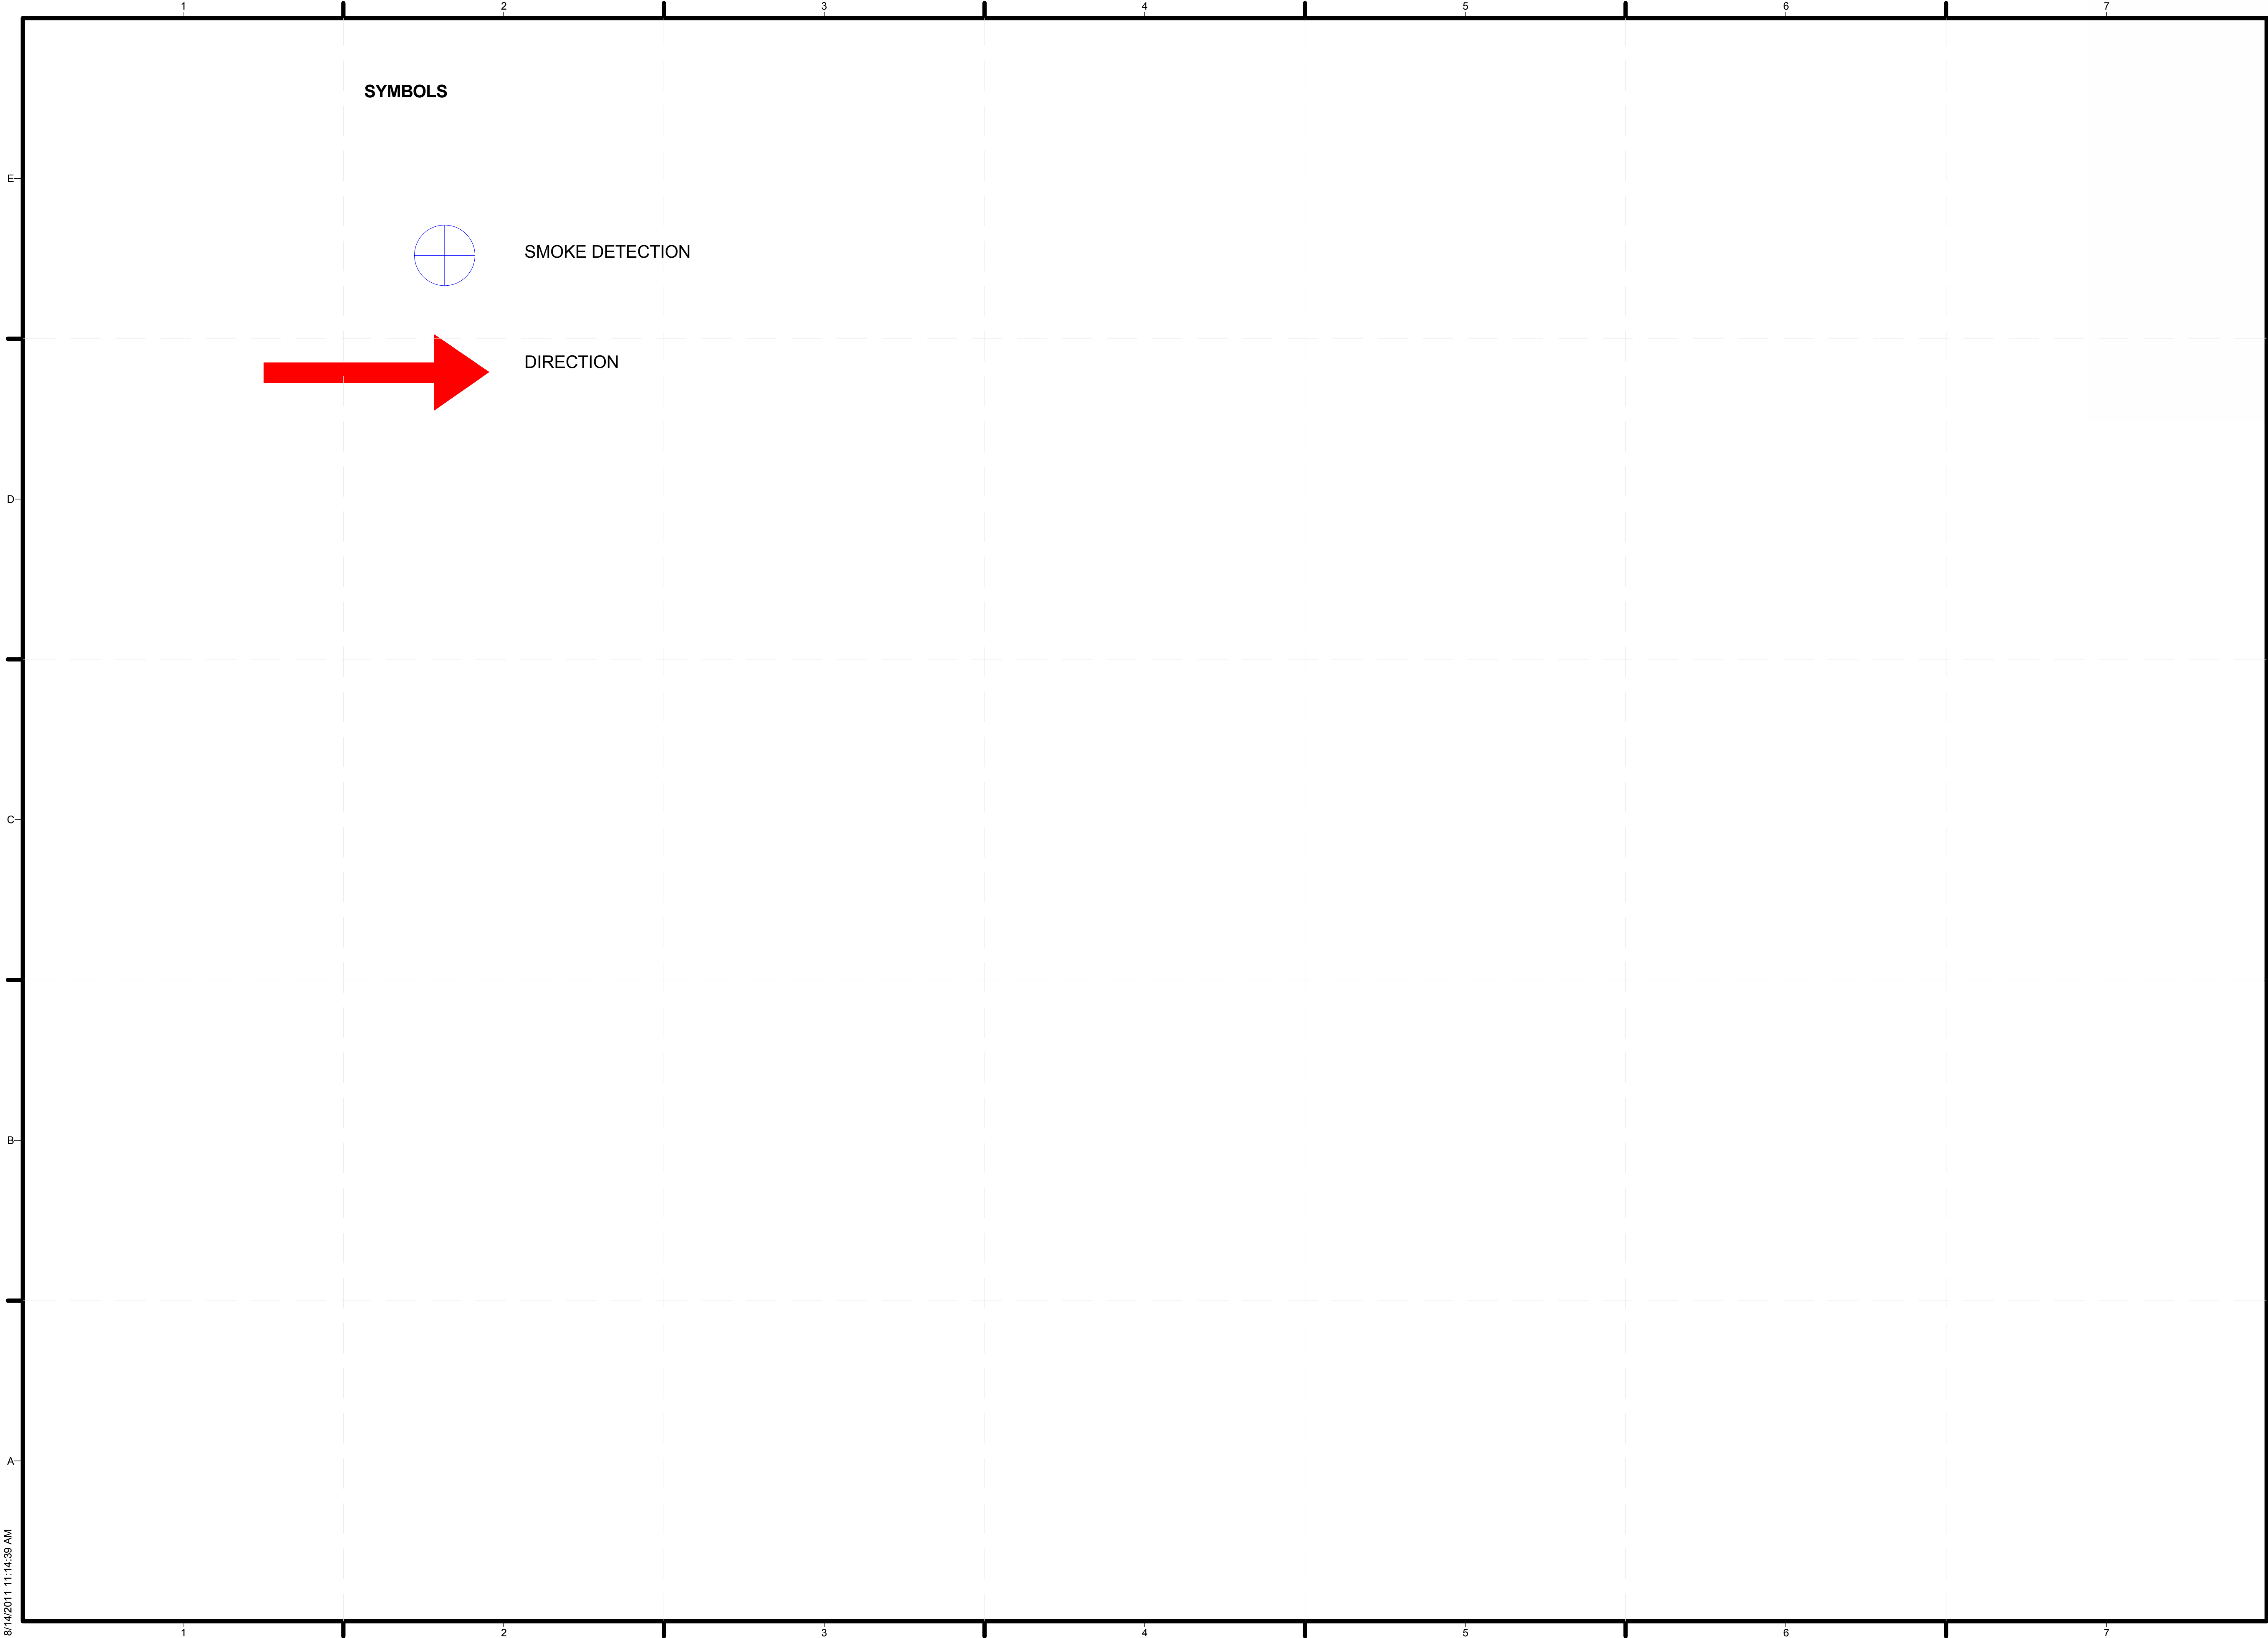 1 2 3 4 5 6 7
SYMBOLS
E
SMOKE DETECTION
DIRECTION
D
C
B
A
8/14/2011 11:14:39 AM
1 2 3 4 5 6 7